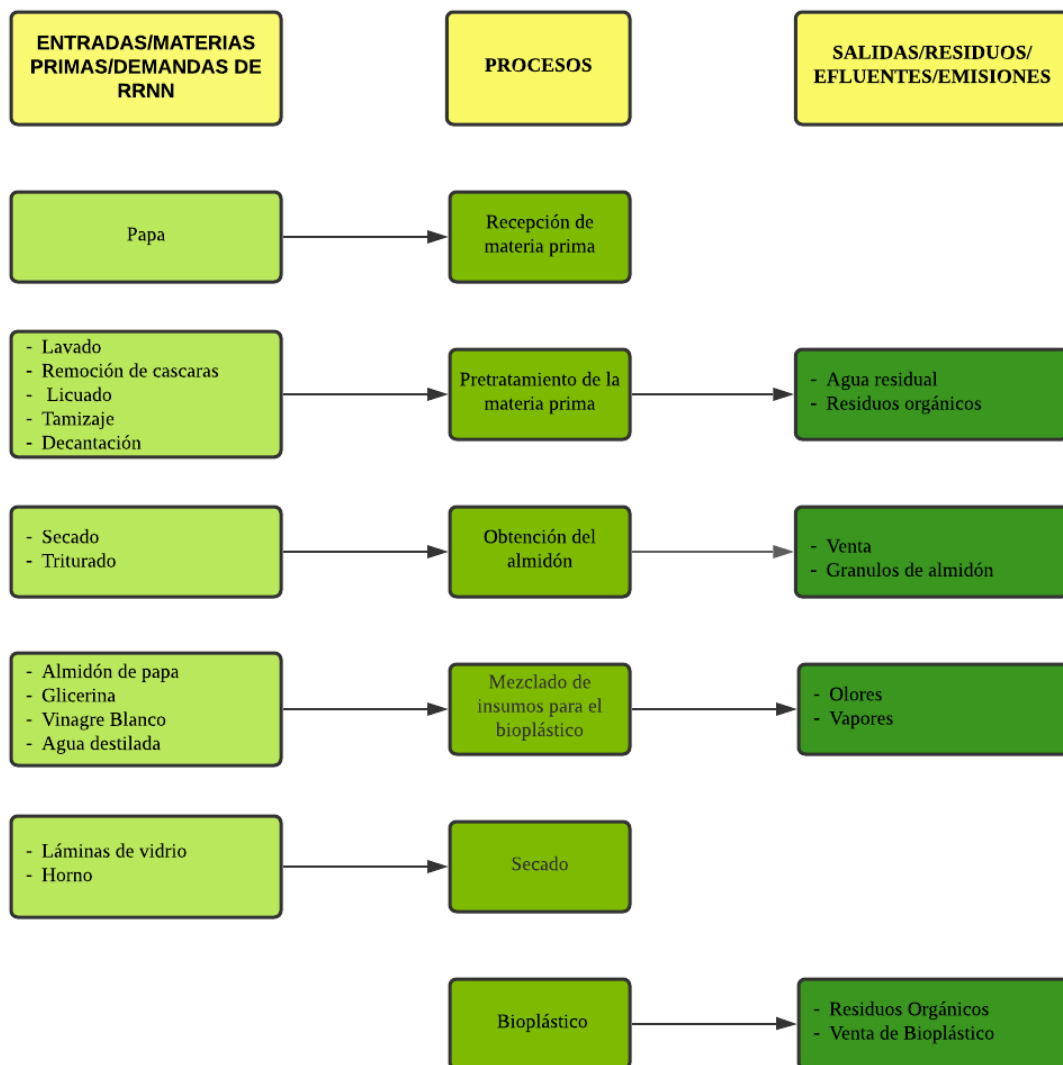 ENTRADAS/MATERIAS
PRIMAS/DEMANDAS DE
RRNN
PROCESOS
SALIDAS/RESIDUOS/
EFLUENTES/EMISIONES
Papa
Recepción de
materia prima
- Lavado
- Remoción de cascaras
- Licuado
- Tamizaje
- Decantación
Pretratamiento de la
materia prima
- Agua residual
- Residuos orgánicos
- Secado
- Triturado
Obtención del
almidón
- Venta
- Granulos de almidón
- Almidón de papa
- Glicerina
- Vinagre Blanco
- Agua destilada
Mezclado de
insumos para el
bioplástico
- Olores
- Vapores
- Láminas de vidrio
- Horno
Secado
Bioplástico
- Residuos Orgánicos
- Venta de Bioplástico